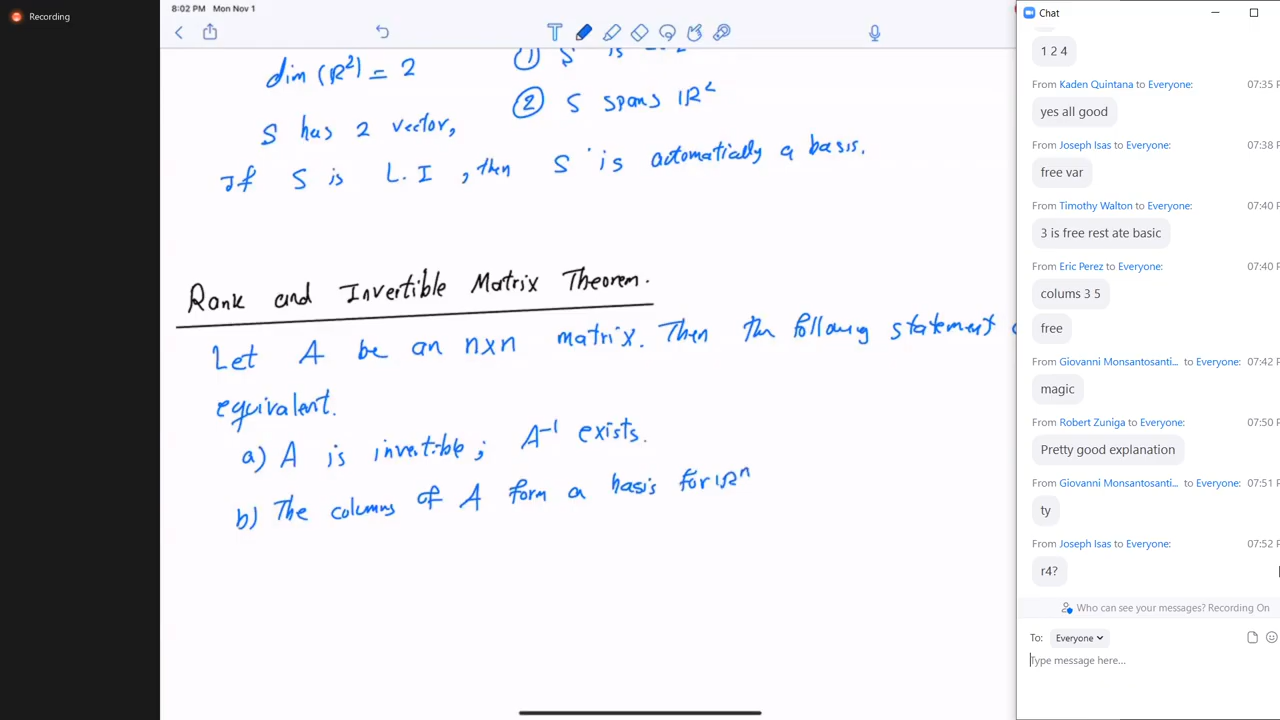 Recording
8:02 PM Mon Nov 1
dim (R²) = 2
S is
② S spans IR²
S has 2 vector,
If S is L.I , then S is automatically a basis.
Rank and Invertible Matrix Theorem.
Let A be an nxn matrix. Then the following statement
equivalent.
a) A is invertible; A⁻¹ exists.
b) The columns of A form a basis for IRⁿ
Chat
1 2 4
From Kaden Quintana to Everyone: 07:35
yes all good
From Joseph Isas to Everyone: 07:38
free var
From Timothy Walton to Everyone: 07:40
3 is free rest ate basic
From Eric Perez to Everyone: 07:40
colums 3 5
free
From Giovanni Monsantosanti... to Everyone: 07:42
magic
From Robert Zuniga to Everyone: 07:50
Pretty good explanation
From Giovanni Monsantosanti... to Everyone: 07:51
ty
From Joseph Isas to Everyone: 07:52
r4?
Who can see your messages? Recording On
To: Everyone
Type message here...